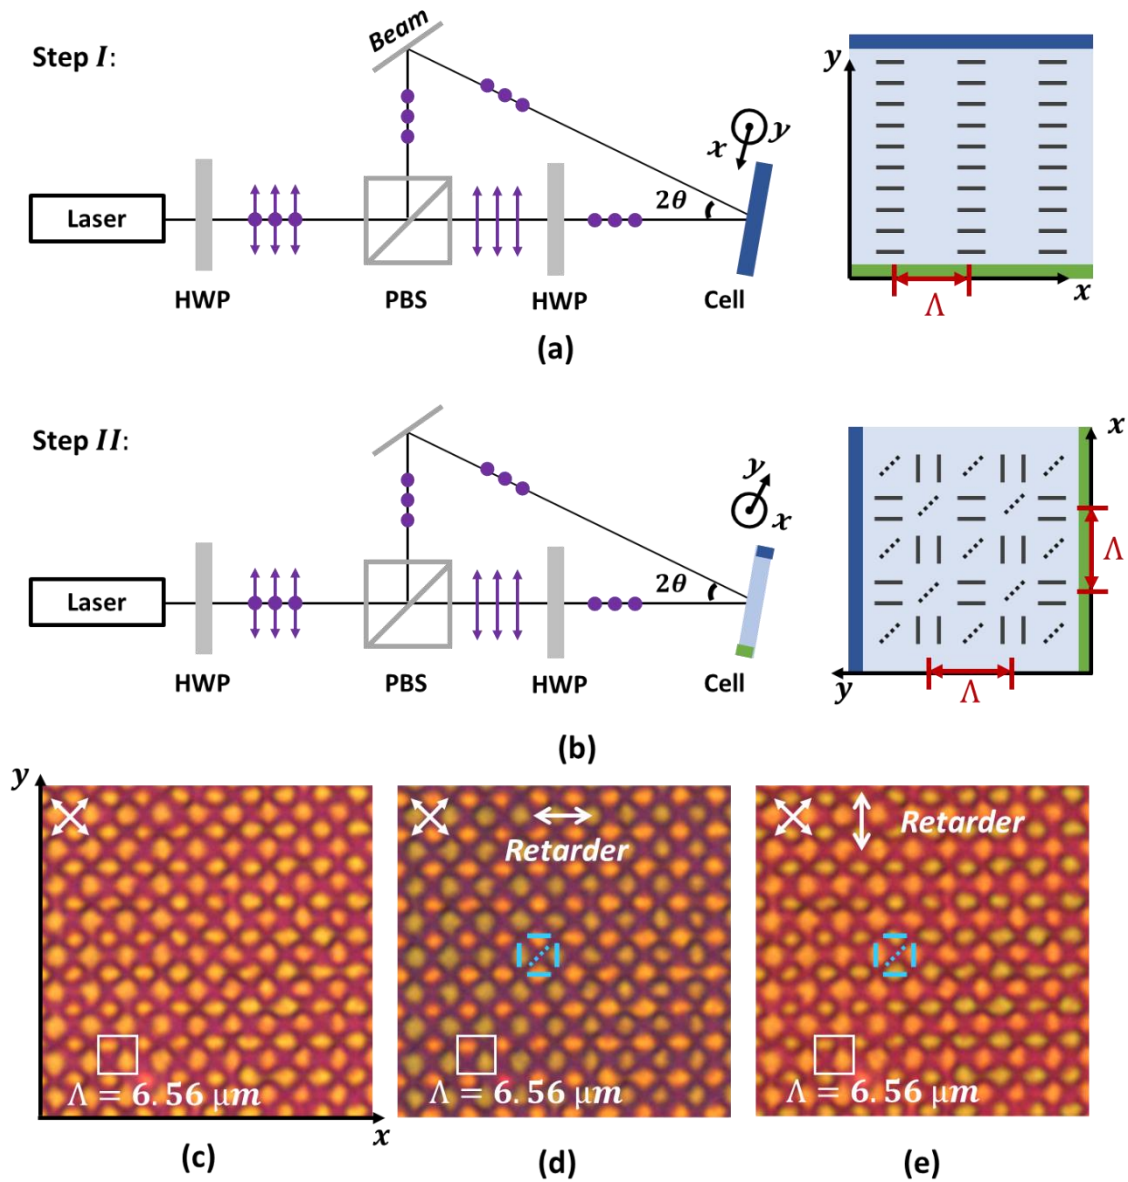 Step I:
Beam
y
x
y
2θ
Laser
HWP
PBS
HWP
Cell
x
Λ
(a)
Step II:
x
y
x
2θ
Λ
Laser
HWP
PBS
HWP
Cell
y
Λ
(b)
y
Retarder
Retarder
Λ = 6.56 μm
Λ = 6.56 μm
Λ = 6.56 μm
x
(c)
(d)
(e)